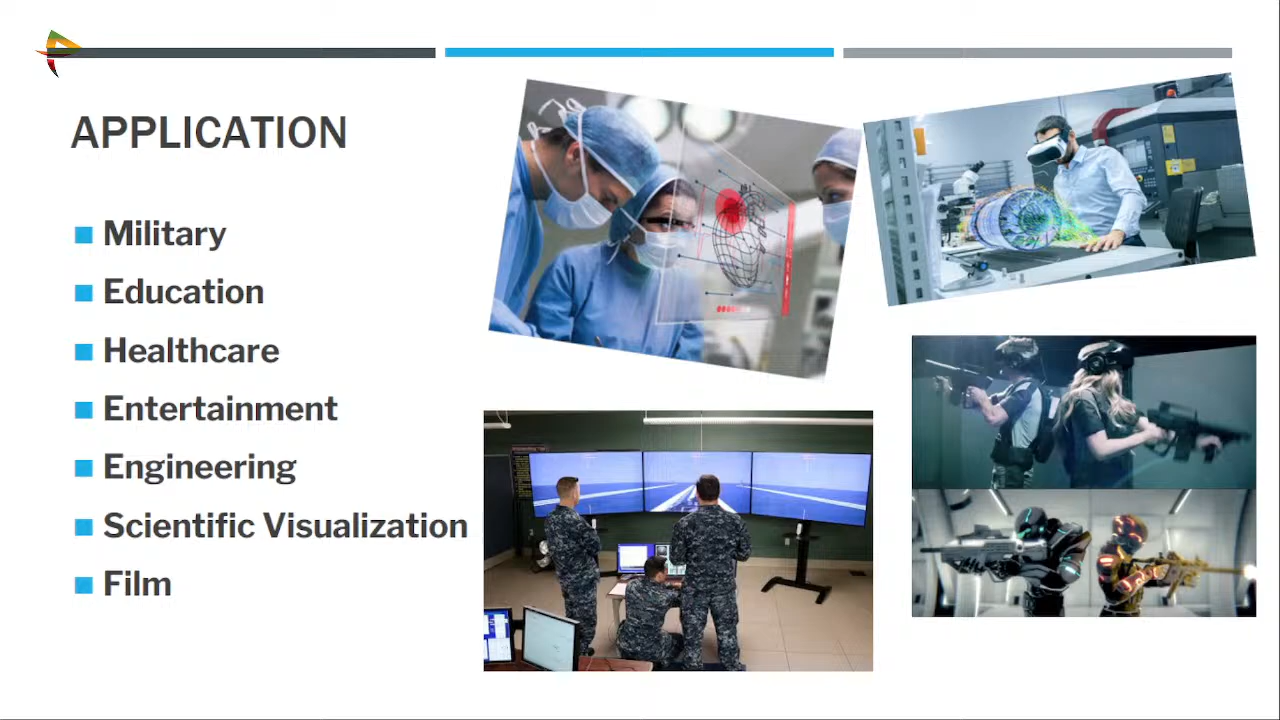 APPLICATION
Military
Education
Healthcare
Entertainment
Engineering
Scientific Visualization
Film